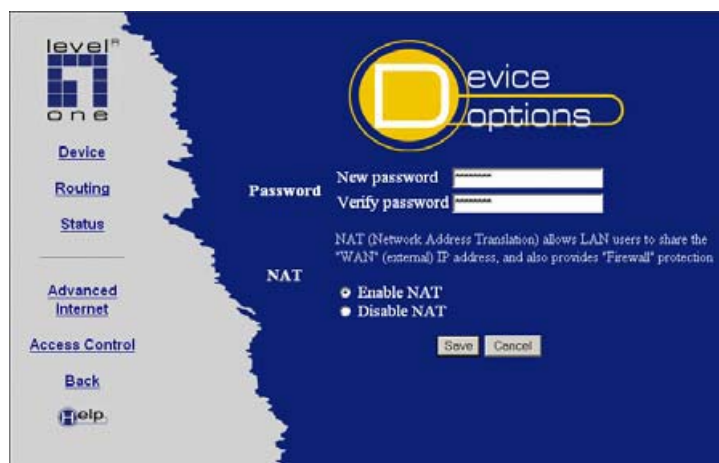 level®
one
Device
Routing
Status
Advanced
Internet
Access Control
Back
Help
Device
options
Password
New password ********
Verify password ********
NAT
NAT (Network Address Translation) allows LAN users to share the
"WAN" (external) IP address, and also provides "Firewall" protection
Enable NAT
Disable NAT
Save Cancel